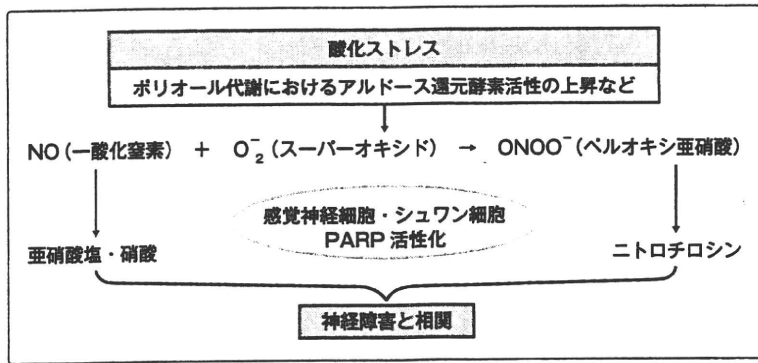 酸化ストレス
ポリオール代謝におけるアルドース還元酵素活性の上昇など
NO（一酸化窒素） + O₂⁻（スーパーオキシド） → ONOO⁻（ペルオキシ亜硝酸）
感覚神経細胞・シュワン細胞
PARP 活性化
亜硝酸塩・硝酸
ニトロチロシン
神経障害と相関